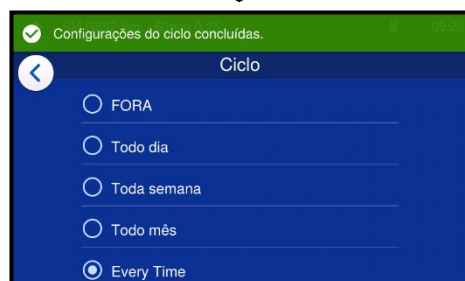 Configurações do ciclo concluídas.
Ciclo
FORA
Todo dia
Toda semana
Todo mês
Every Time